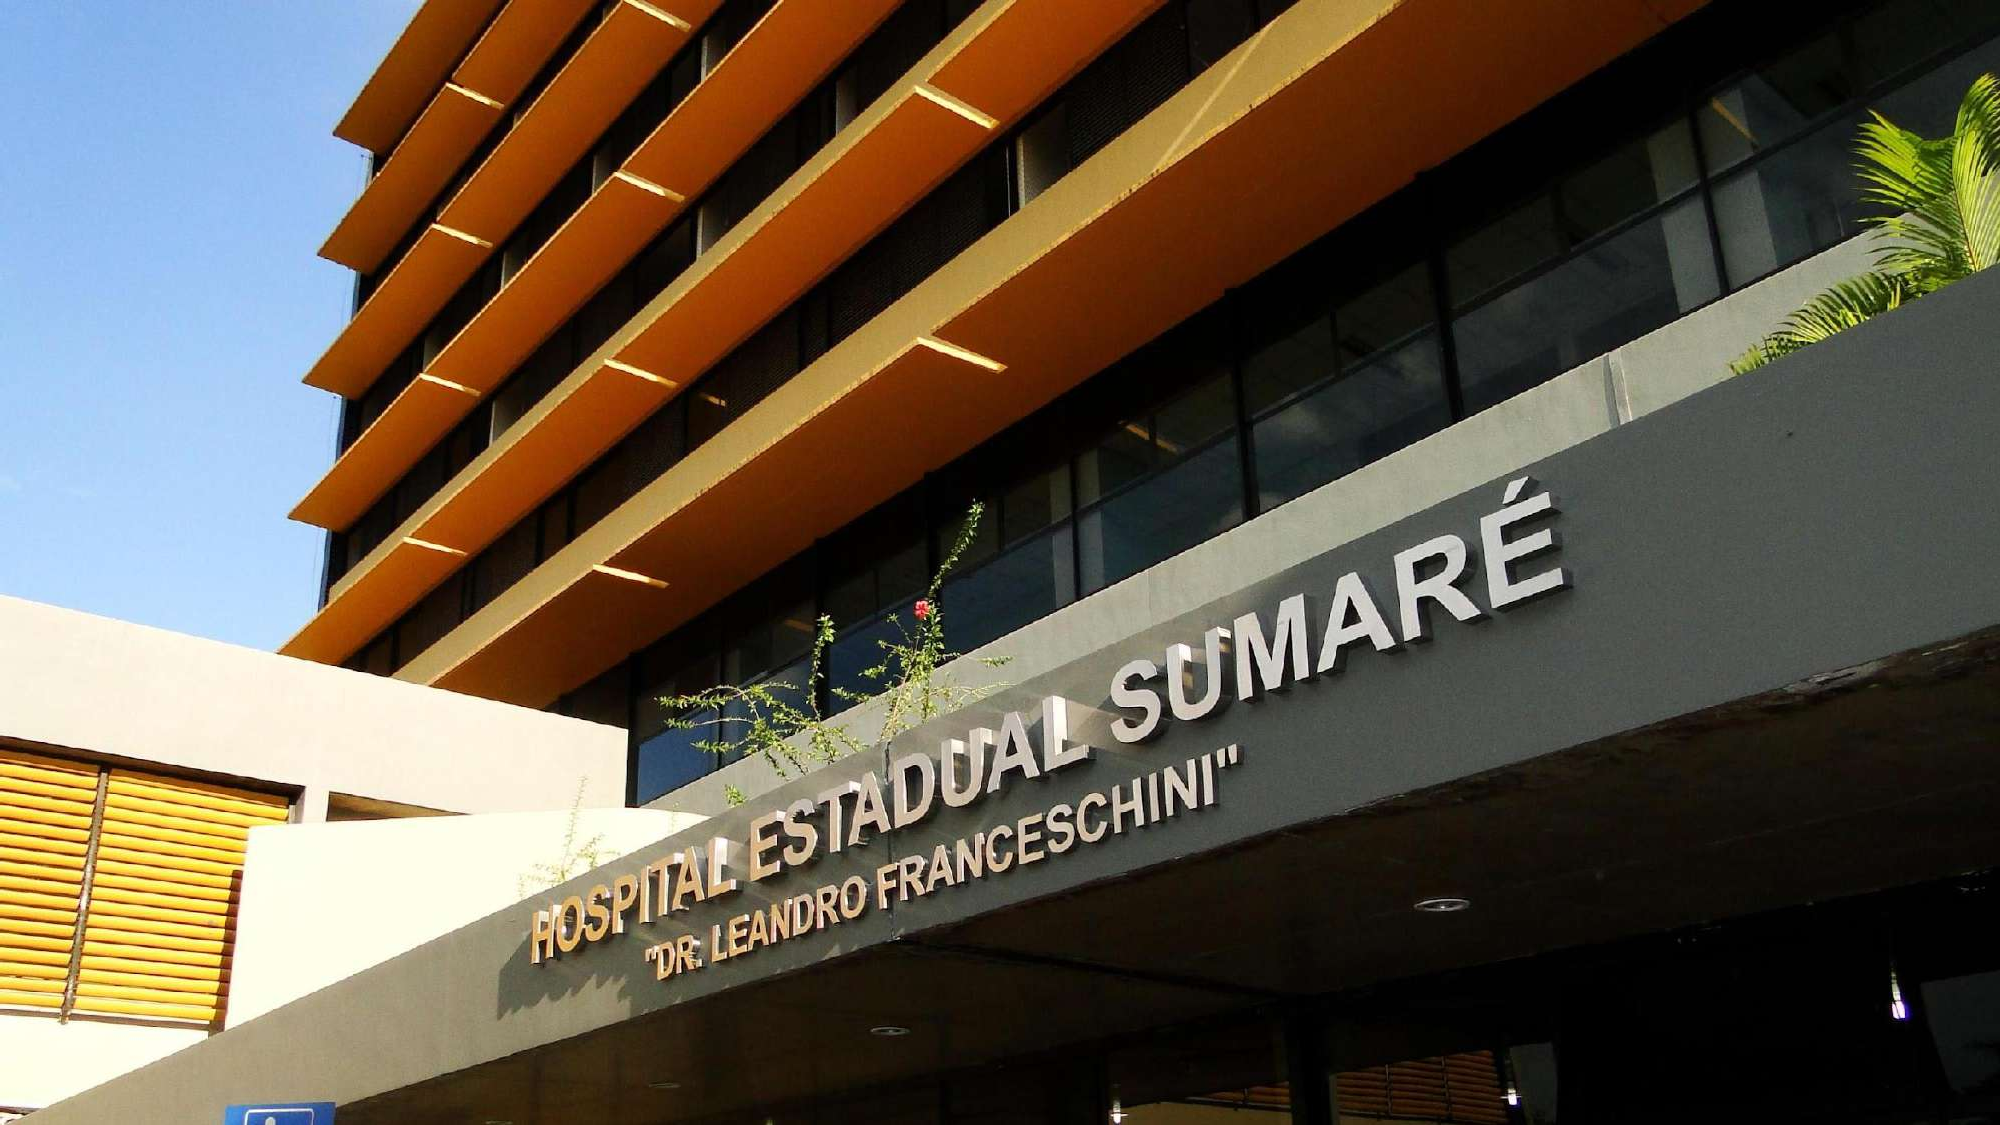 HOSPITAL ESTADUAL SUMARÉ
"DR. LEANDRO FRANCESCHINI"